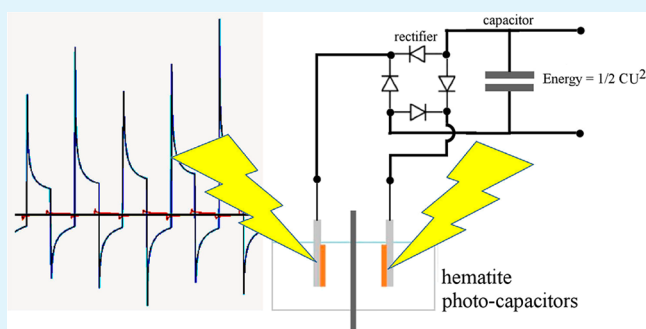 capacitor
rectifier
Energy = 1/2 CU²
hematite
photo-capacitors